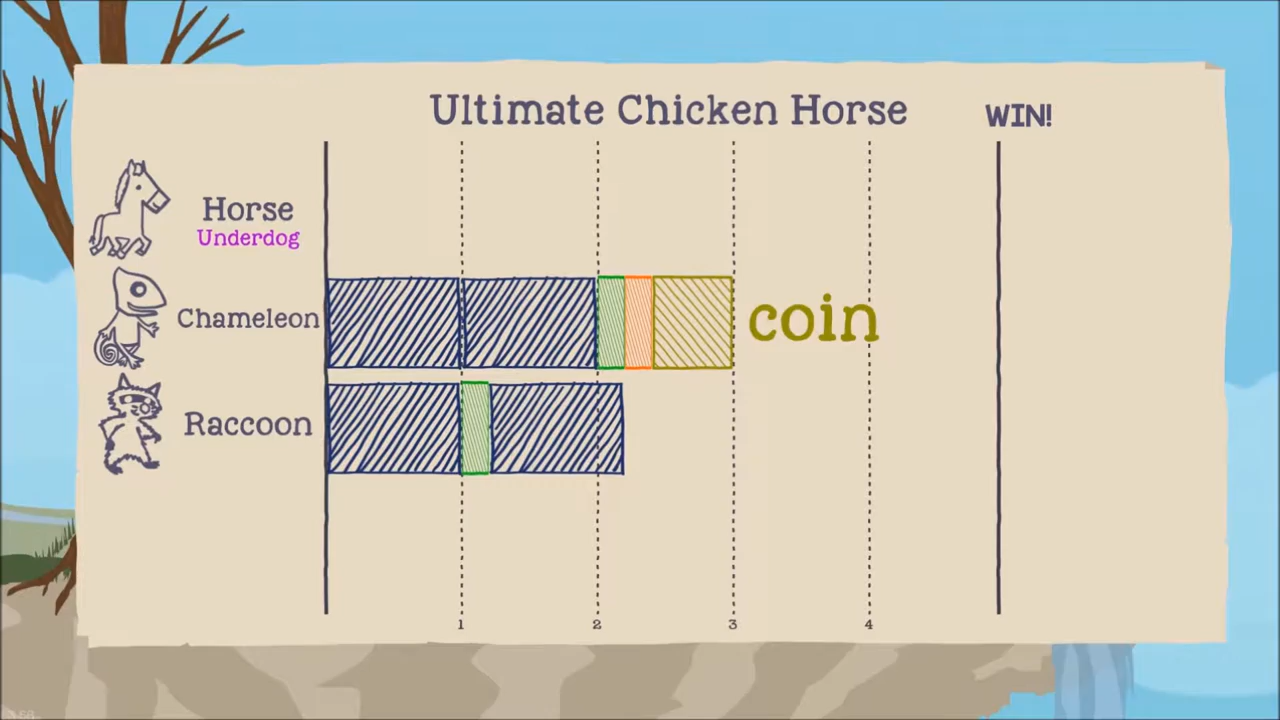 Ultimate Chicken Horse
WIN!
Horse
Underdog
Chameleon
coin
Raccoon
1 2 3 4